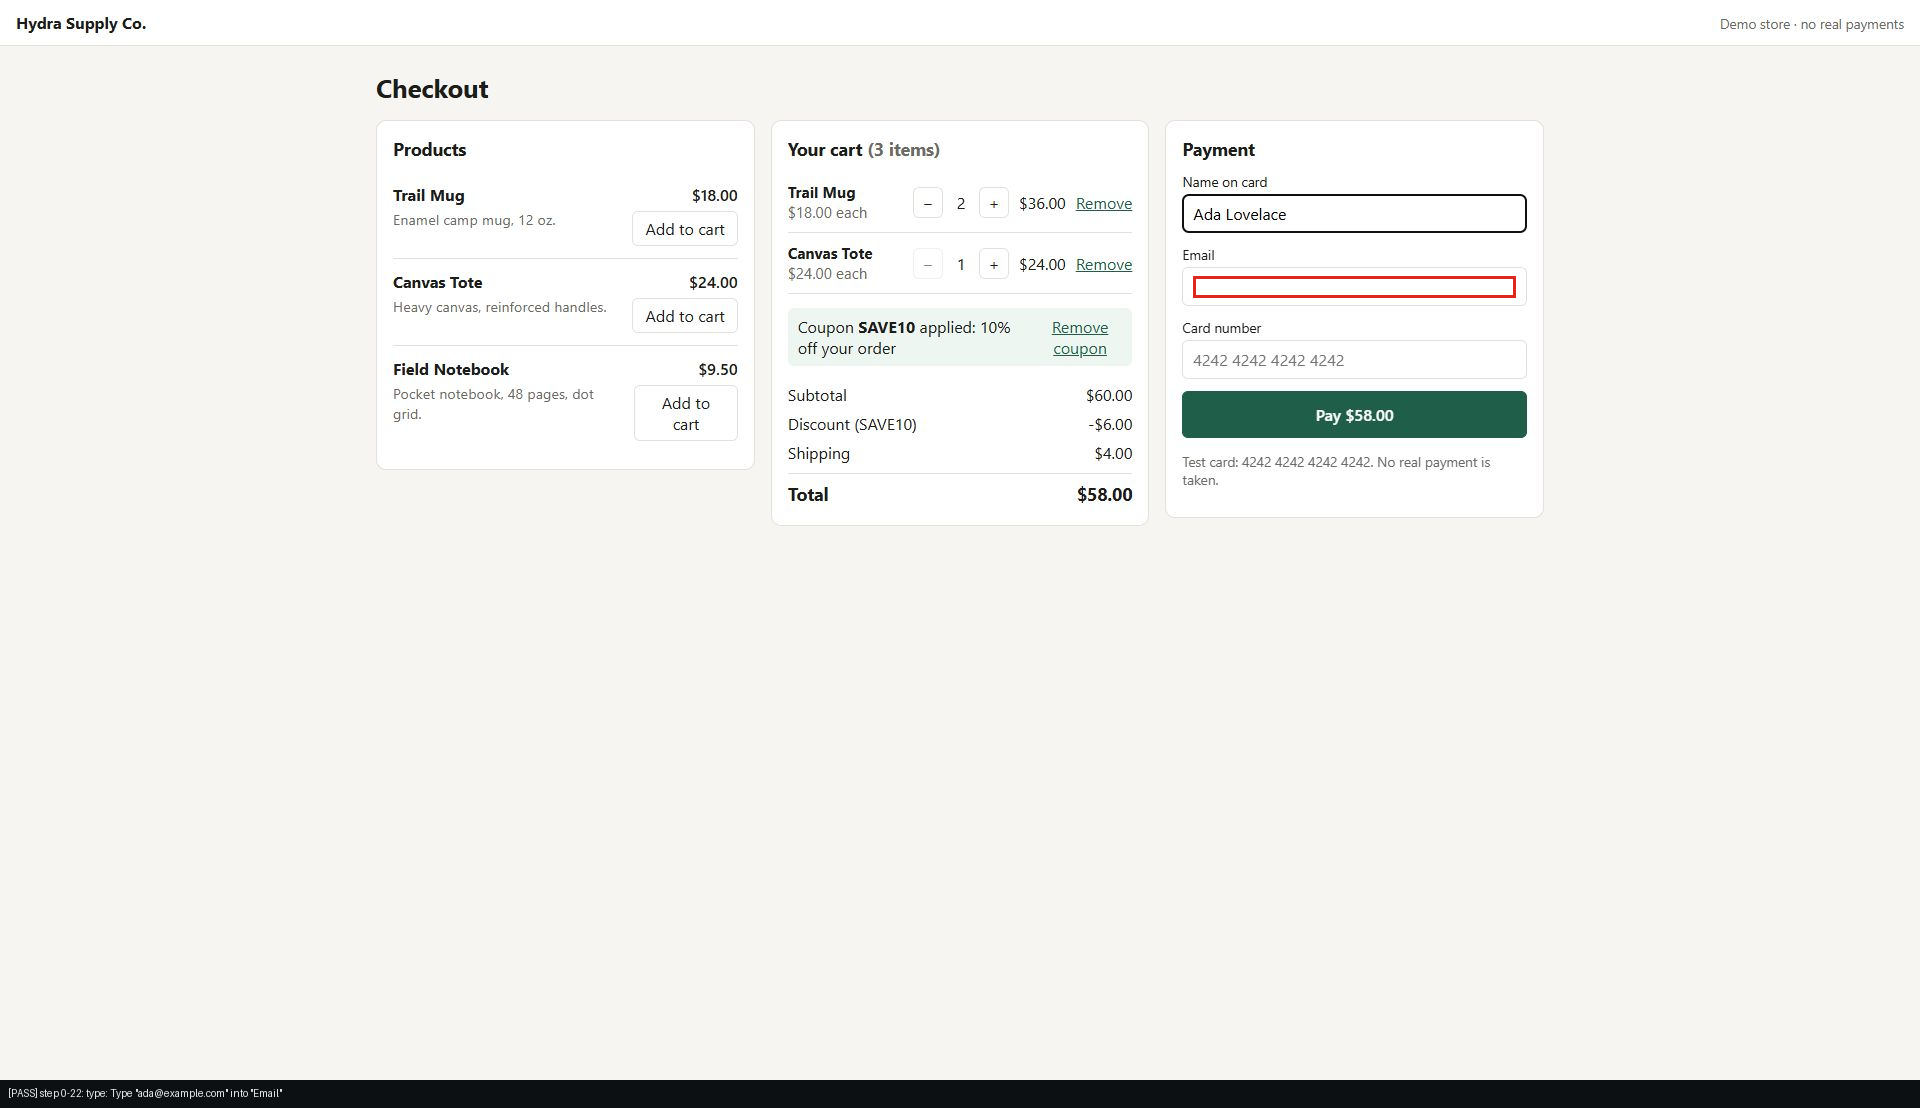 Hydra Supply Co.
Demo store · no real payments
Checkout
Products
Trail Mug
$18.00
Enamel camp mug, 12 oz.
Add to cart
Canvas Tote
$24.00
Heavy canvas, reinforced handles.
Add to cart
Field Notebook
$9.50
Pocket notebook, 48 pages, dot
grid.
Add to
cart
Your cart (3 items)
Trail Mug
$18.00 each
− 2 + $36.00 Remove
Canvas Tote
$24.00 each
− 1 + $24.00 Remove
Coupon SAVE10 applied: 10%
off your order
Remove
coupon
Subtotal $60.00
Discount (SAVE10) -$6.00
Shipping $4.00
Total $58.00
Payment
Name on card
Ada Lovelace
Email
Card number
4242 4242 4242 4242
Pay $58.00
Test card: 4242 4242 4242 4242. No real payment is
taken.
[PASS] step 0-22: type: Type "ada@example.com" into "Email"